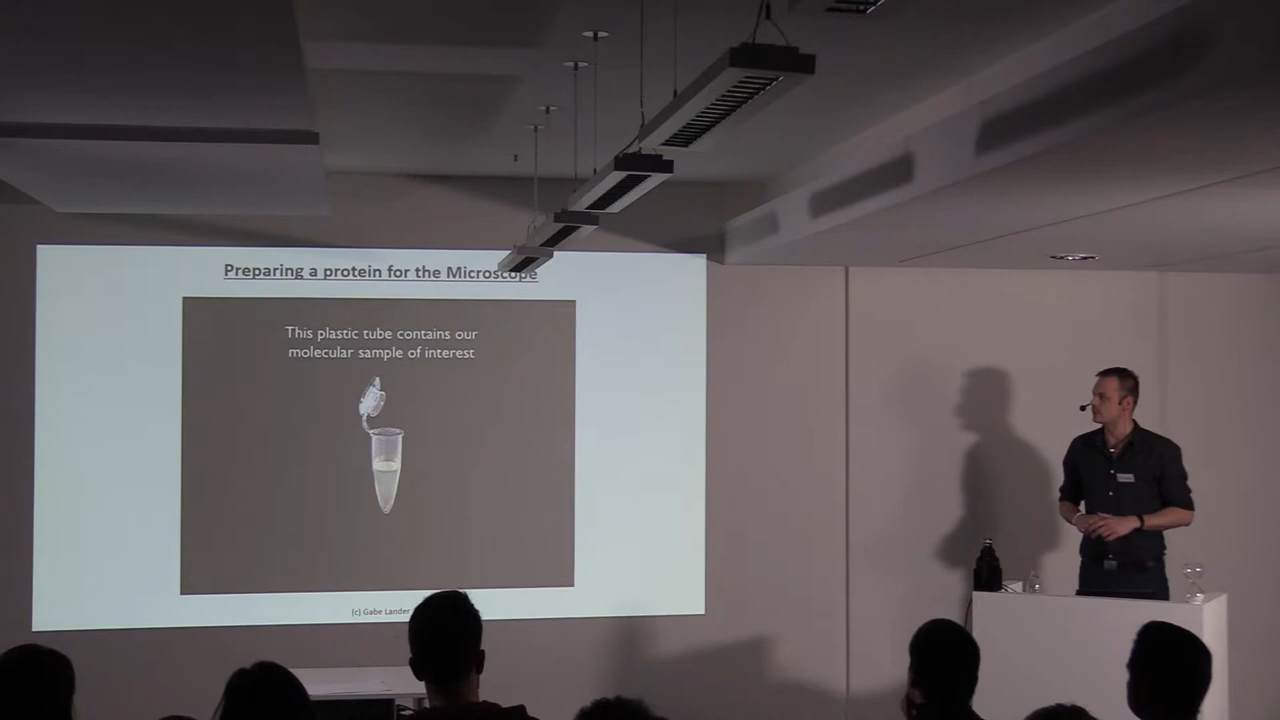 Preparing a protein for the Microscope
This plastic tube contains our
molecular sample of interest
(c) Gabe Lander